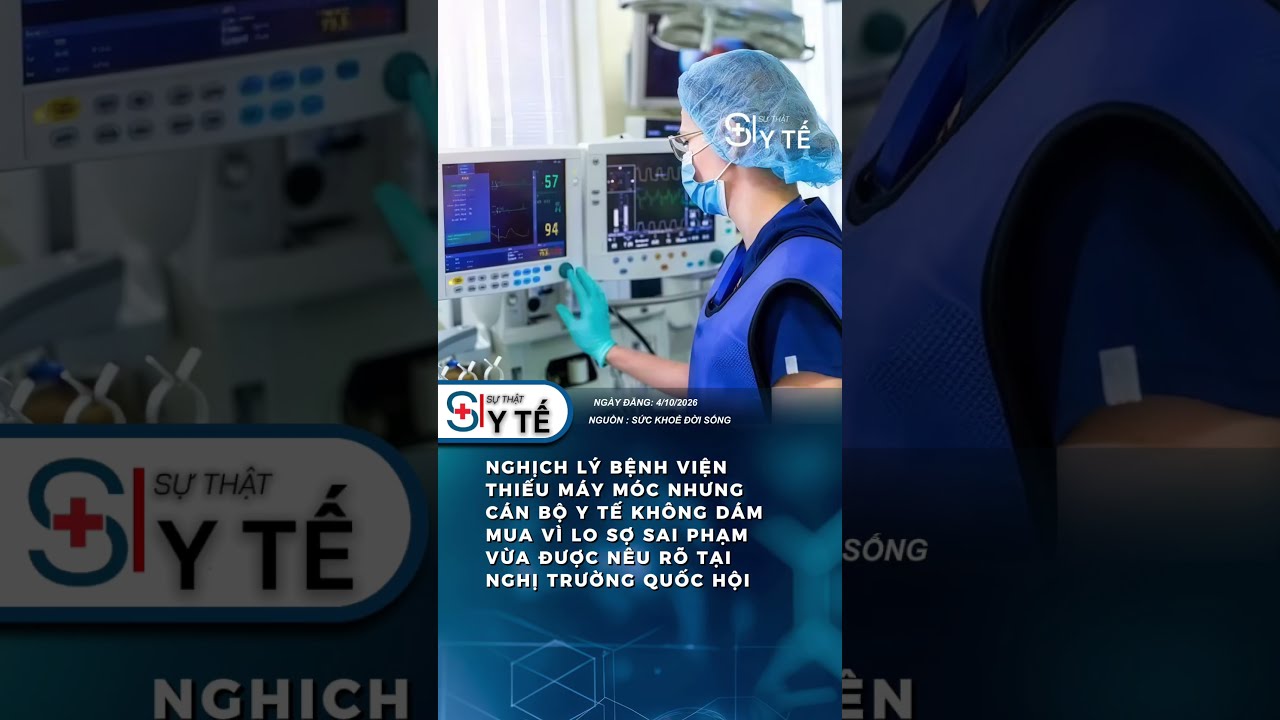 SỰ THẬT
Y TẾ
57
94
SỰ THẬT
Y TẾ
NGÀY ĐĂNG: 4/10/2026
NGUỒN : SỨC KHOẺ ĐỜI SỐNG
NGHỊCH LÝ BỆNH VIỆN
THIẾU MÁY MÓC NHƯNG
CÁN BỘ Y TẾ KHÔNG DÁM
MUA VÌ LO SỢ SAI PHẠM
VỪA ĐƯỢC NÊU RÕ TẠI
NGHỊ TRƯỜNG QUỐC HỘI
SỰ THẬT
Y TẾ
SỐNG
NGHỊCH